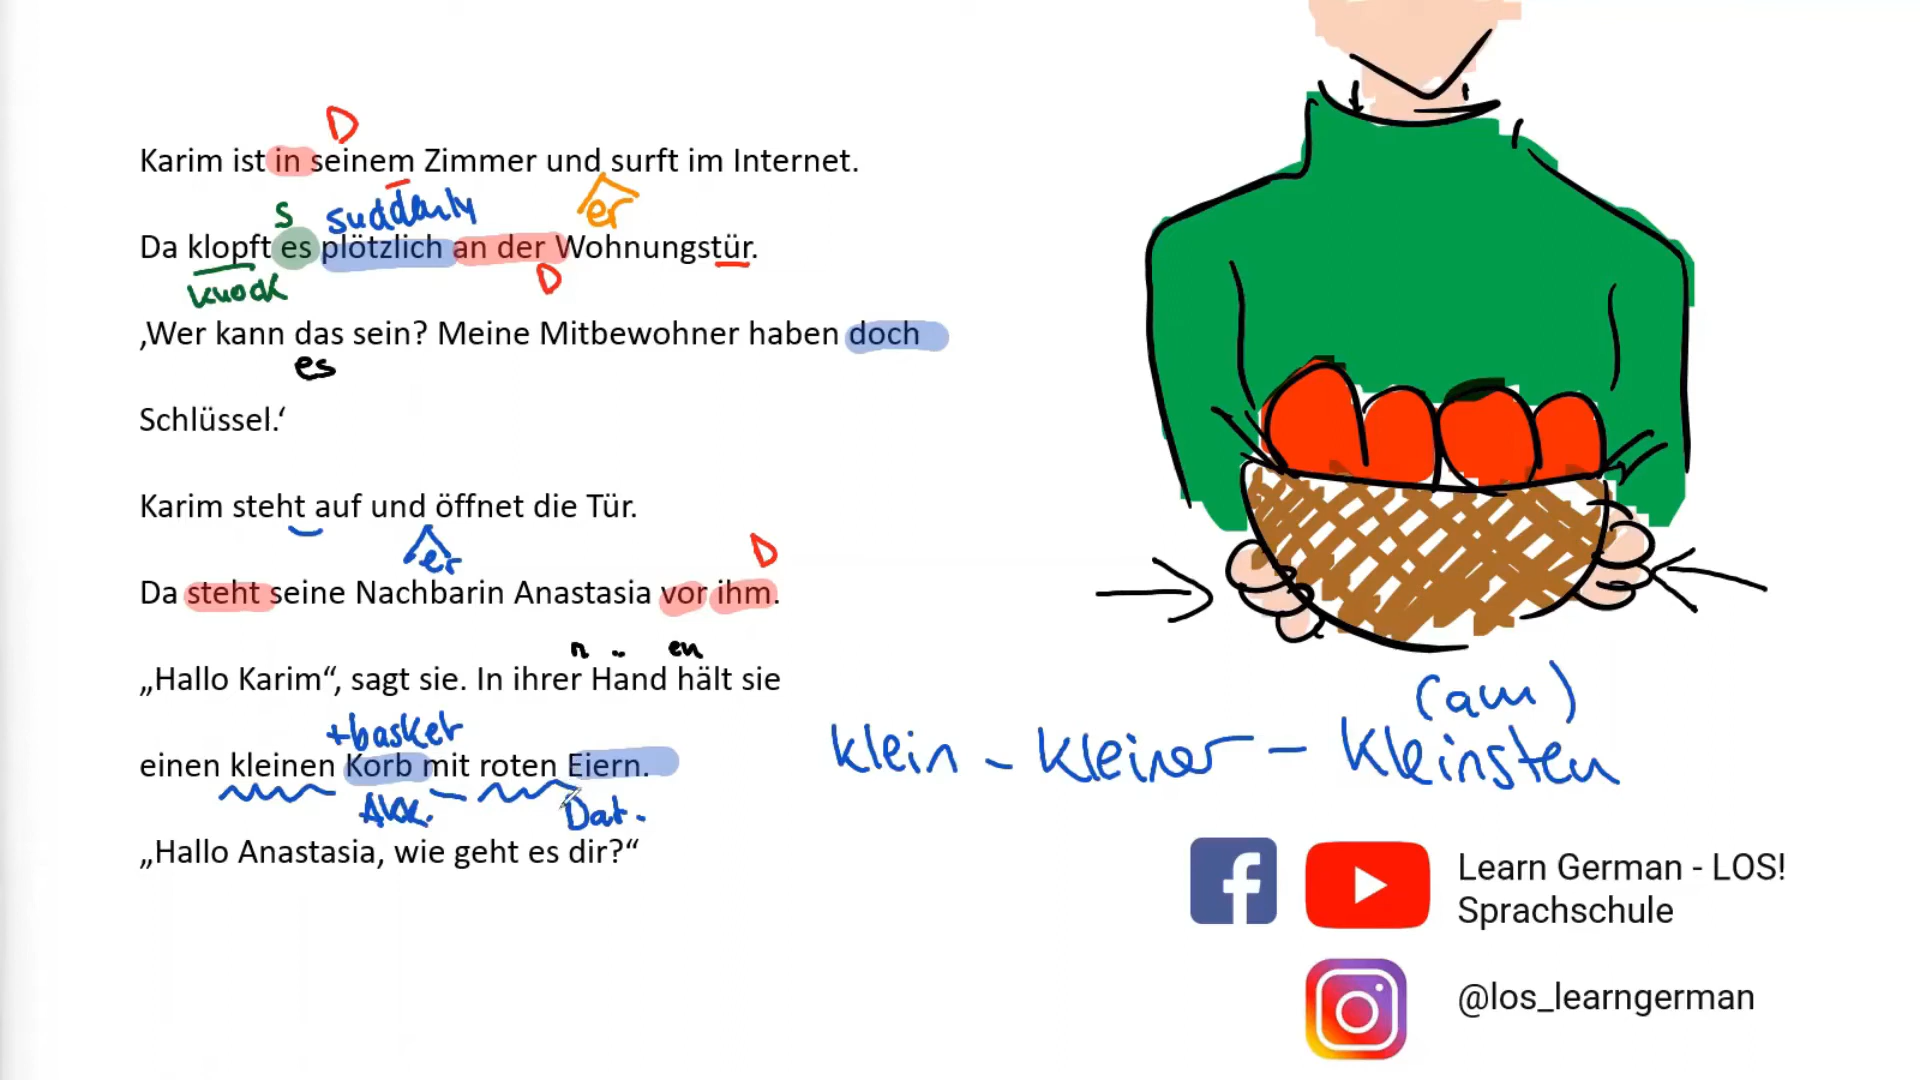 D
Karim ist in seinem Zimmer und surft im Internet.
s suddenly er
Da klopft es plötzlich an der Wohnungstür.
knock D
‚Wer kann das sein? Meine Mitbewohner haben doch
es
Schlüssel.‘
Karim steht auf und öffnet die Tür.
er D
Da steht seine Nachbarin Anastasia vor ihm.
n .. en
„Hallo Karim“, sagt sie. In ihrer Hand hält sie
+basket
einen kleinen Korb mit roten Eiern.
Akk. Dat.
„Hallo Anastasia, wie geht es dir?“
(am)
klein - kleiner - kleinsten
Learn German - LOS!
Sprachschule
@los_learngerman